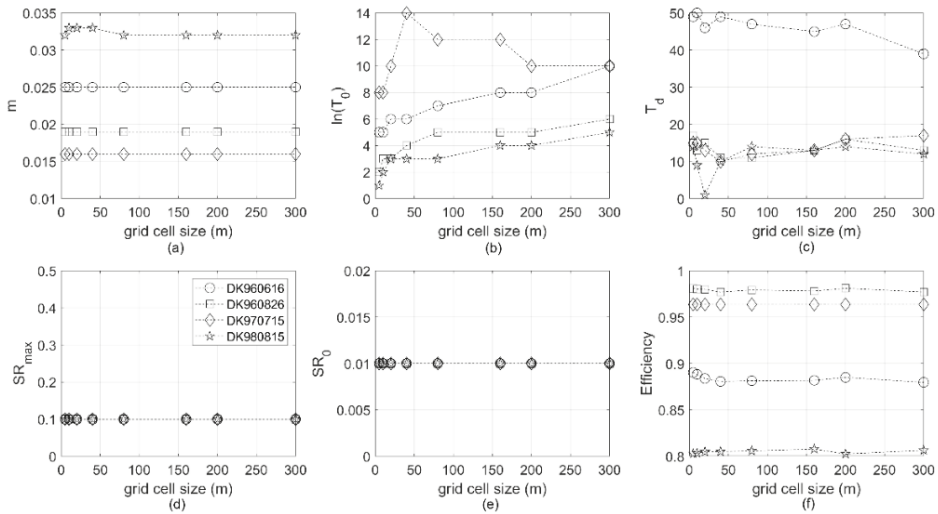 0.035
0.03
0.025
0.02
0.015
0.01
m
0 50 100 150 200 250 300
grid cell size (m)
(a)
14
12
10
8
6
4
2
0
ln(T0)
0 50 100 150 200 250 300
grid cell size (m)
(b)
50
40
30
20
10
0
Td
0 50 100 150 200 250 300
grid cell size (m)
(c)
0.5
0.4
0.3
0.2
0.1
0
SRmax
DK960616
DK960826
DK970715
DK980815
0 50 100 150 200 250 300
grid cell size (m)
(d)
0.02
0.015
0.01
0.005
0
SR0
0 50 100 150 200 250 300
grid cell size (m)
(e)
1
0.95
0.9
0.85
0.8
Efficiency
0 50 100 150 200 250 300
grid cell size (m)
(f)